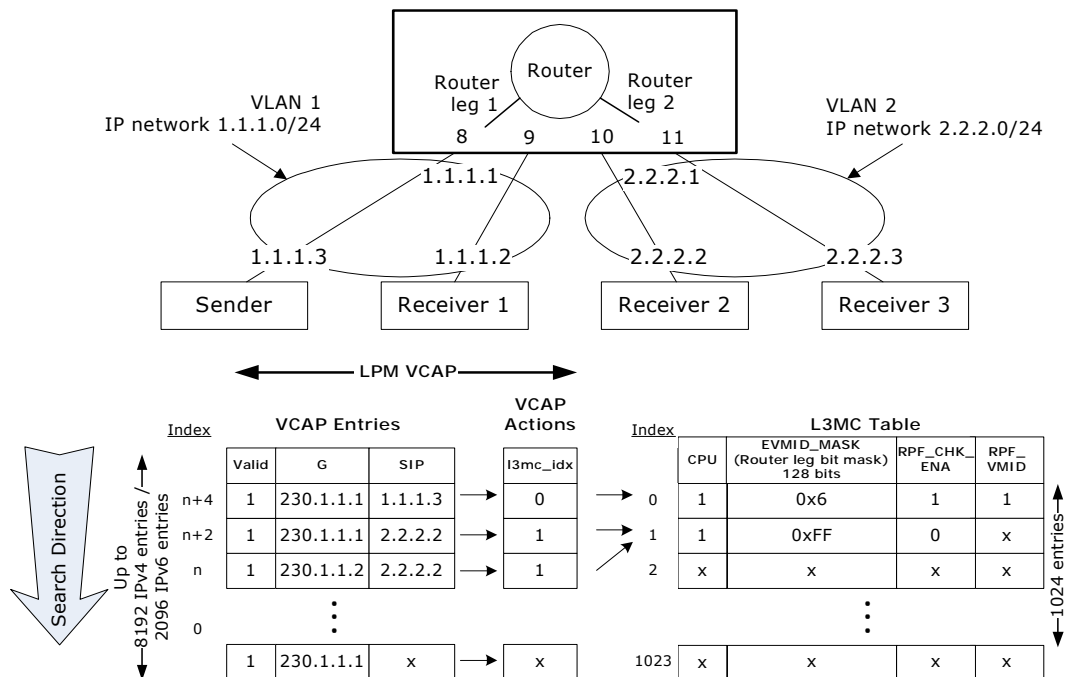 Router
Router
leg 1
Router
leg 2
VLAN 1
IP network 1.1.1.0/24
VLAN 2
IP network 2.2.2.0/24
8 9 10 11
1.1.1.1 2.2.2.1
1.1.1.3 1.1.1.2 2.2.2.2 2.2.2.3
Sender Receiver 1 Receiver 2 Receiver 3
LPM VCAP
Search Direction
Up to
8192 IPv4 entries /
2096 IPv6 entries
Index
VCAP Entries
VCAP
Actions
Valid G SIP l3mc_idx
n+4 1 230.1.1.1 1.1.1.3 0
n+2 1 230.1.1.1 2.2.2.2 1
n 1 230.1.1.2 2.2.2.2 1
0
1 230.1.1.1 x x
Index
L3MC Table
CPU
EVMID_MASK
(Router leg bit mask)
128 bits
RPF_CHK_
ENA
RPF_
VMID
0 1 0x6 1 1
1 1 0xFF 0 x
2 x x x x
1023 x x x x
1024 entries